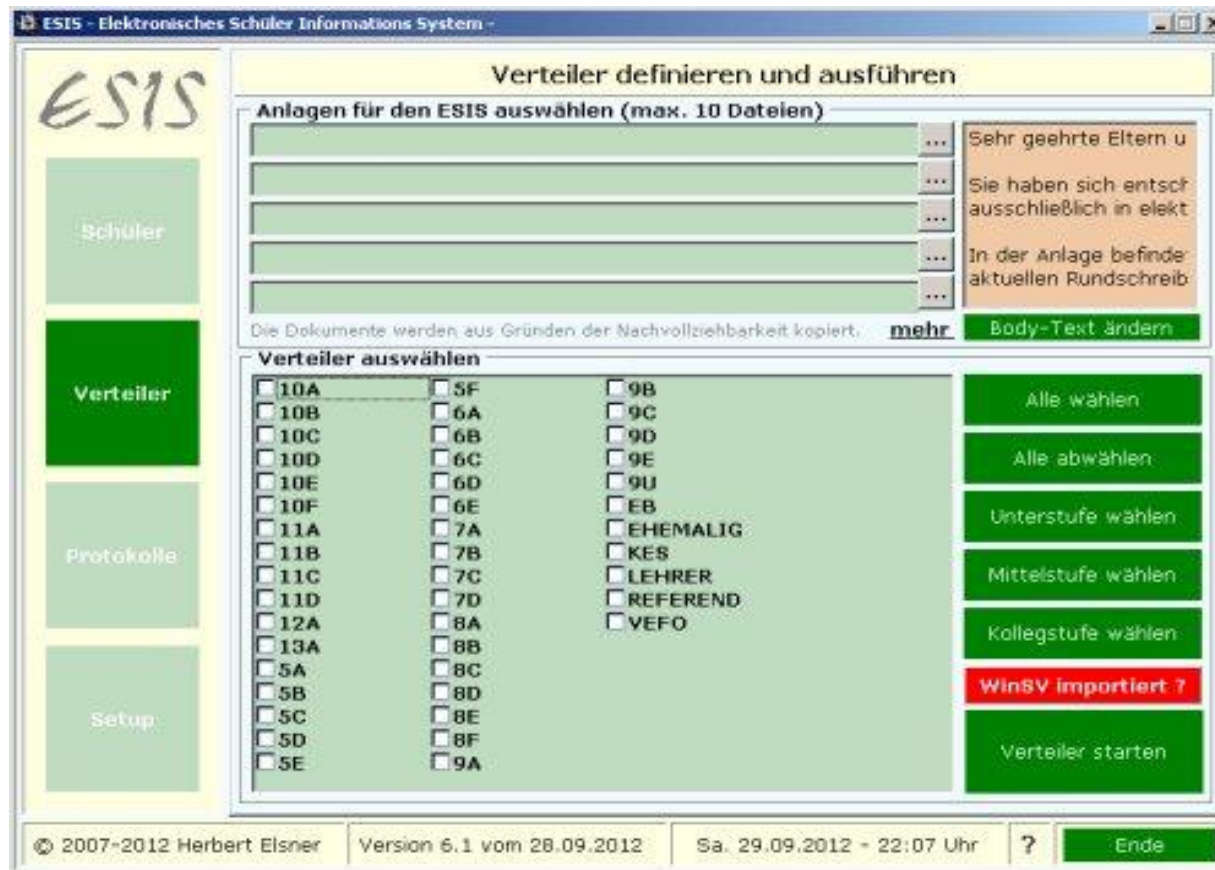 ESIS - Elektronisches Schüler Informations System -
ESIS
Schüler
Verteiler
Protokolle
Setup
Verteiler definieren und ausführen
Anlagen für den ESIS auswählen (max. 10 Dateien)
...
...
...
...
...
Sehr geehrte Eltern u
Sie haben sich entsch
ausschließlich in elekt
In der Anlage befinde
aktuellen Rundschreib
Die Dokumente werden aus Gründen der Nachvollziehbarkeit kopiert. mehr
Body-Text ändern
Verteiler auswählen
10A
10B
10C
10D
10E
10F
11A
11B
11C
11D
12A
13A
5A
5B
5C
5D
5E
5F
6A
6B
6C
6D
6E
7A
7B
7C
7D
8A
8B
8C
8D
8E
8F
9A
9B
9C
9D
9E
9U
EB
EHEMALIG
KES
LEHRER
REFEREND
VEFO
Alle wählen
Alle abwählen
Unterstufe wählen
Mittelstufe wählen
Kollegstufe wählen
WinSV importiert ?
Verteiler starten
© 2007-2012 Herbert Elsner
Version 6.1 vom 28.09.2012
Sa. 29.09.2012 - 22:07 Uhr
?
Ende